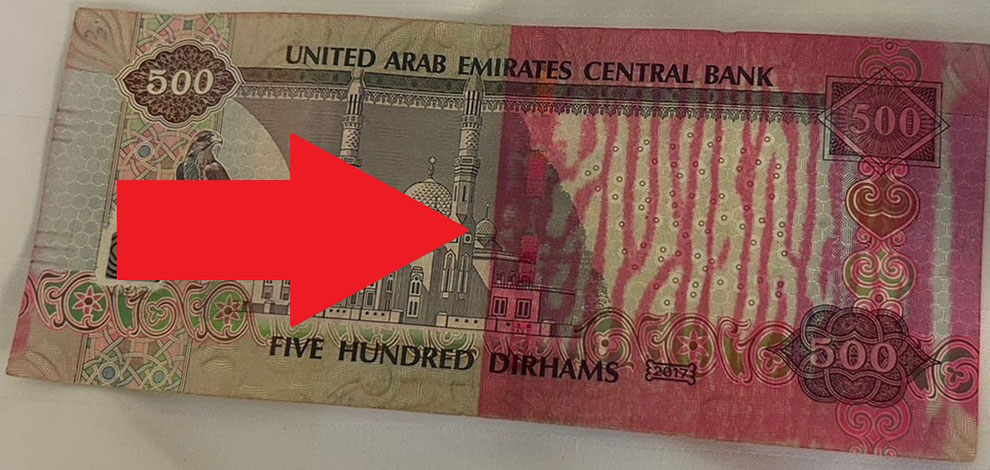 UNITED ARAB EMIRATES CENTRAL BANK
500
500
FIVE HUNDRED DIRHAMS
2017
500